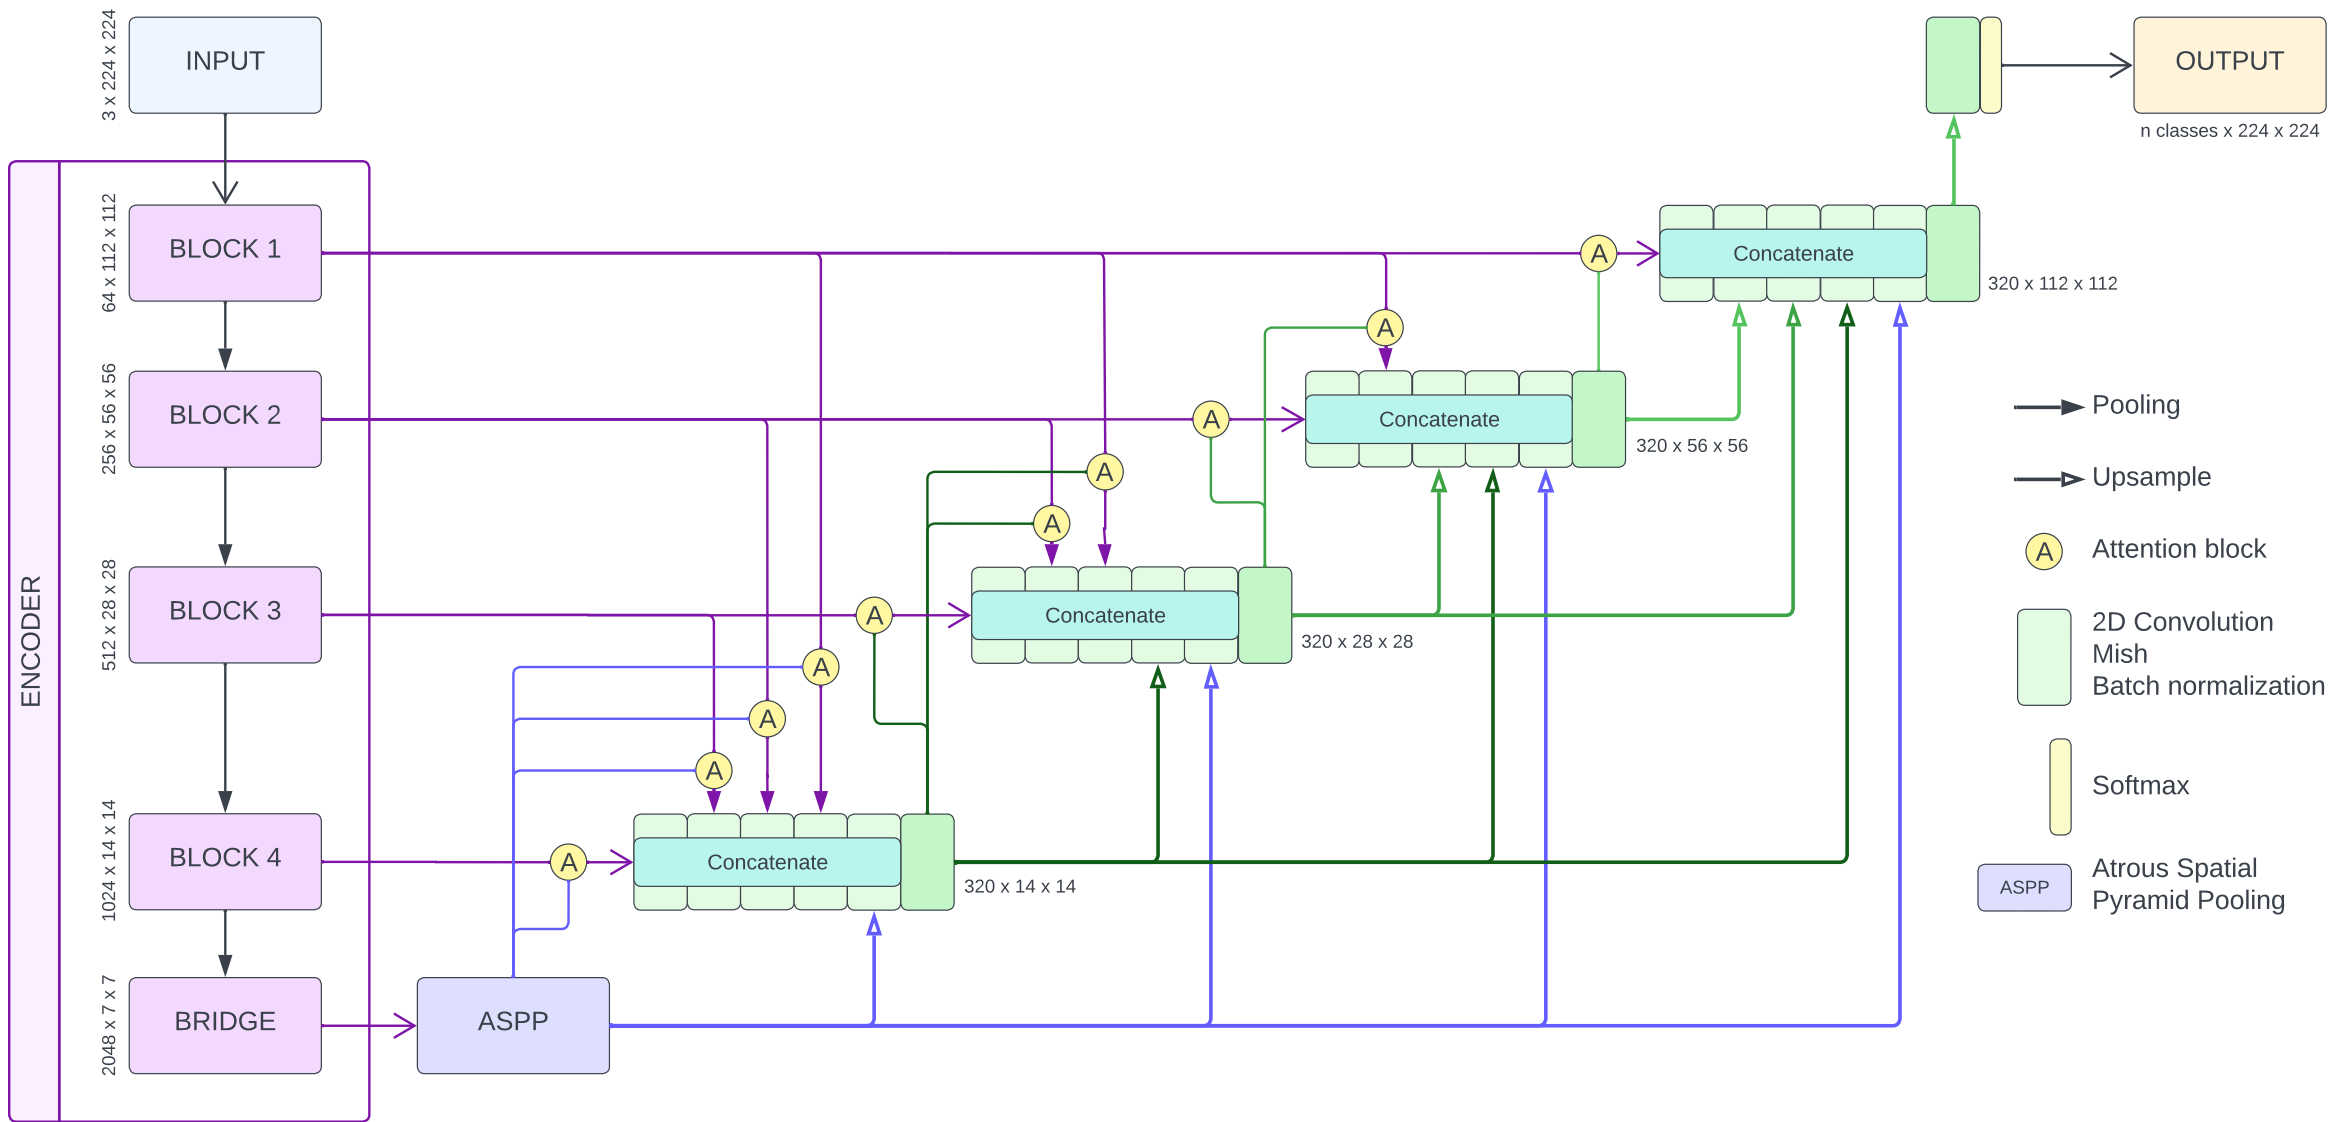 3 x 224 x 224
INPUT
OUTPUT
n classes x 224 x 224
ENCODER
64 x 112 x 112
BLOCK 1
A
Concatenate
320 x 112 x 112
A
256 x 56 x 56
BLOCK 2
A
Concatenate
320 x 56 x 56
A
A
512 x 28 x 28
BLOCK 3
A
Concatenate
320 x 28 x 28
A
A
A
1024 x 14 x 14
BLOCK 4
A
Concatenate
320 x 14 x 14
2048 x 7 x 7
BRIDGE
ASPP
Pooling
Upsample
A
Attention block
2D Convolution
Mish
Batch normalization
Softmax
ASPP
Atrous Spatial
Pyramid Pooling